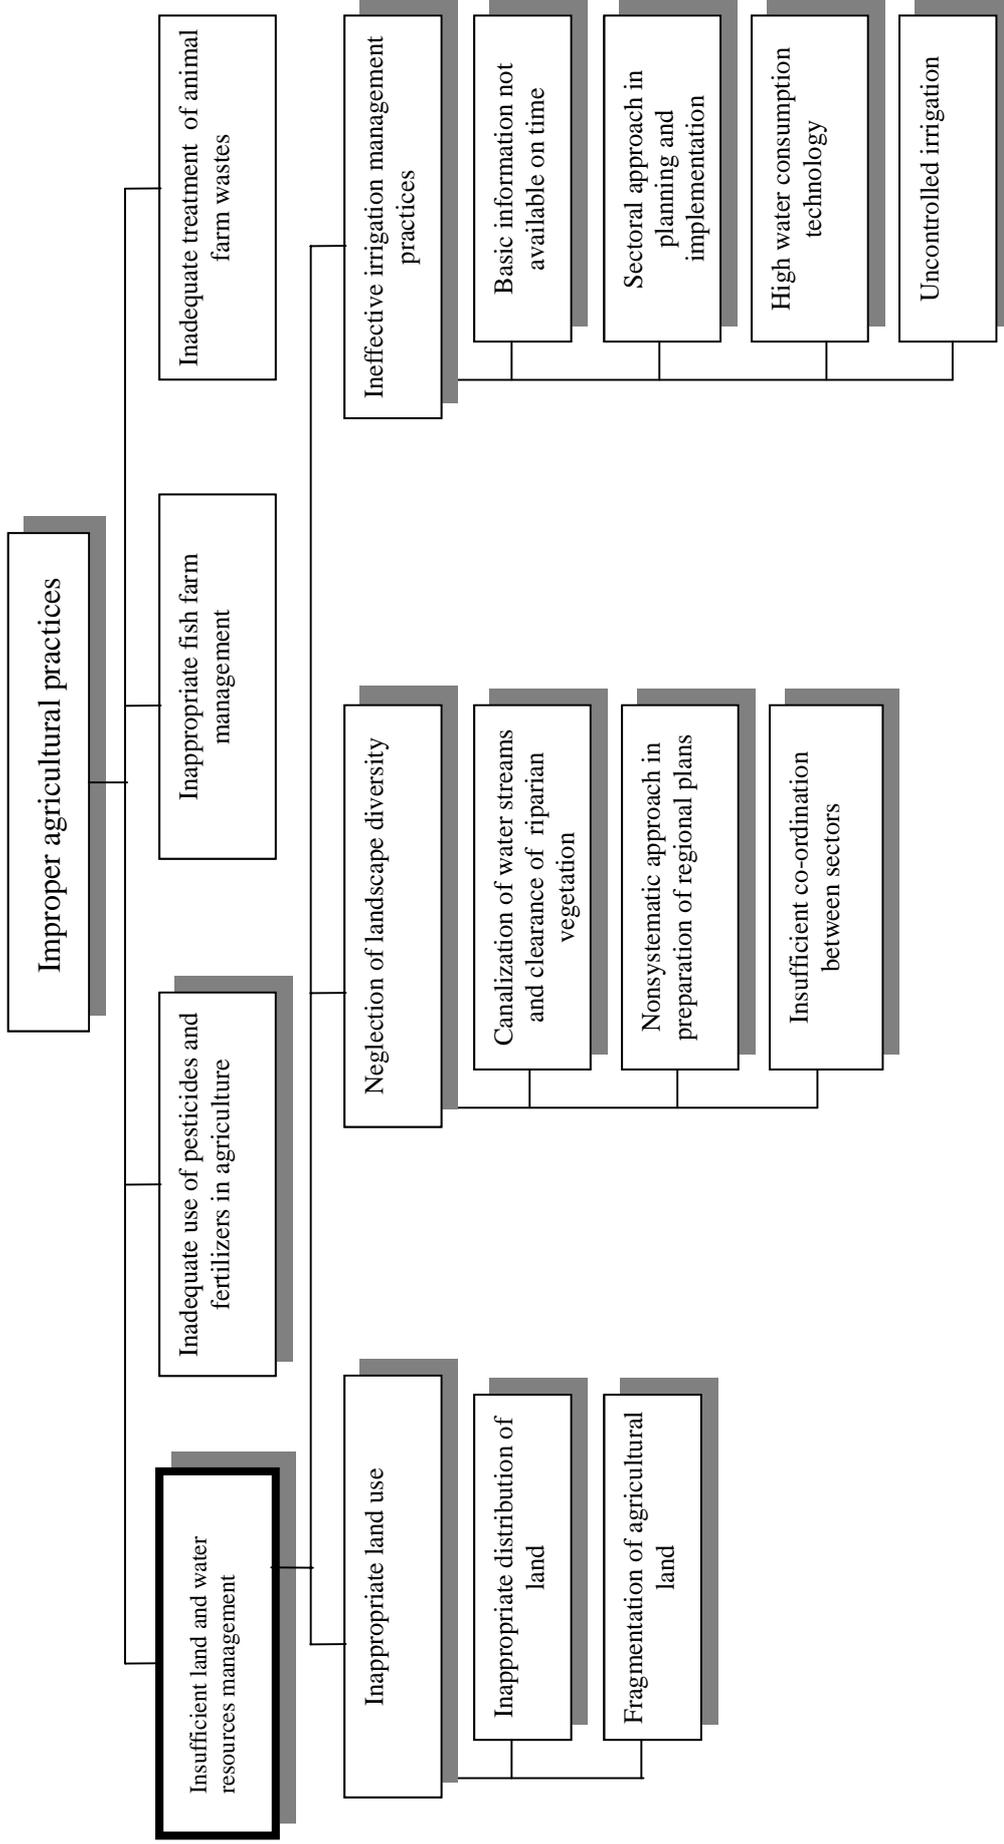 Improper agricultural practices
Insufficient land and water
resources management
Inadequate use of pesticides and
fertilizers in agriculture
Inappropriate fish farm
management
Inadequate treatment of animal
farm wastes
Inappropriate land use
Inappropriate distribution of
land
Fragmentation of agricultural
land
Neglection of landscape diversity
Canalization of water streams
and clearance of riparian
vegetation
Nonsystematic approach in
preparation of regional plans
Insufficient co-ordination
between sectors
Ineffective irrigation management
practices
Basic information not
available on time
Sectoral approach in
planning and
implementation
High water consumption
technology
Uncontrolled irrigation